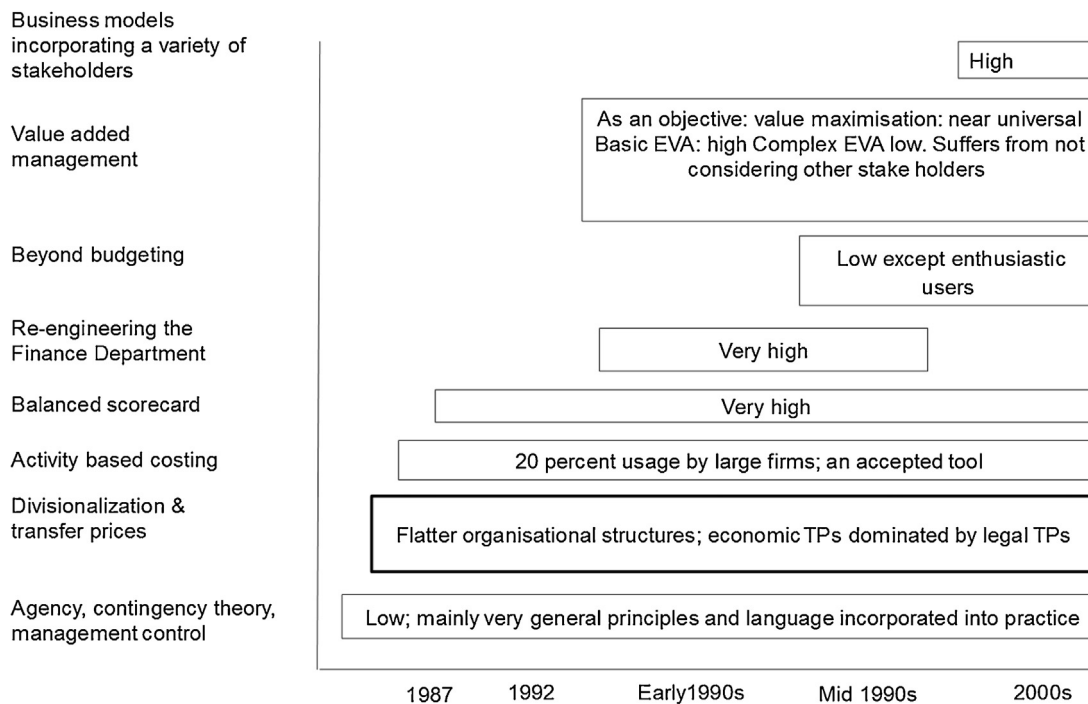 Business models
incorporating a variety of
stakeholders
High
Value added
management
As an objective: value maximisation: near universal
Basic EVA: high Complex EVA low. Suffers from not
considering other stake holders
Beyond budgeting
Low except enthusiastic
users
Re-engineering the
Finance Department
Very high
Balanced scorecard
Very high
Activity based costing
20 percent usage by large firms; an accepted tool
Divisionalization &
transfer prices
Flatter organisational structures; economic TPs dominated by legal TPs
Agency, contingency theory,
management control
Low; mainly very general principles and language incorporated into practice
1987 1992 Early1990s Mid 1990s 2000s